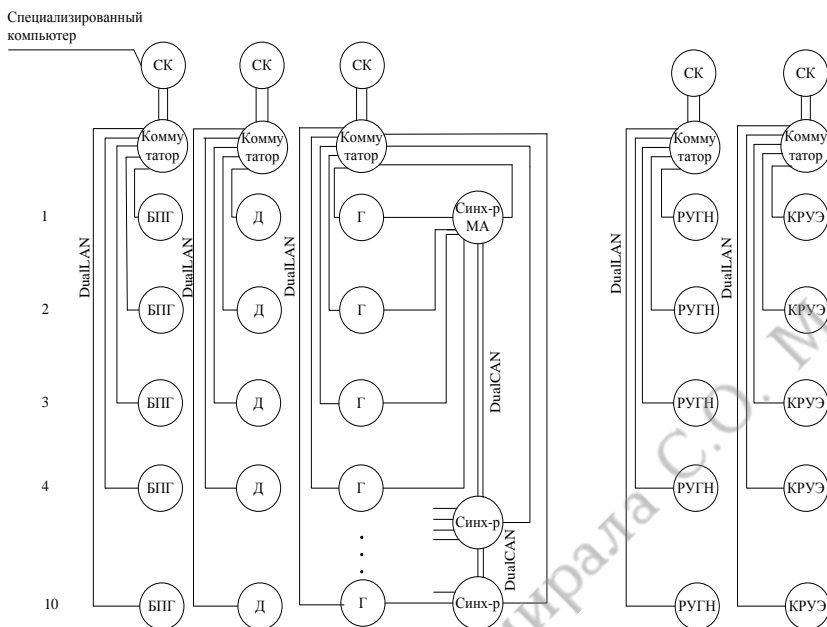 Специализированный
компьютер
СК СК СК СК СК
Комму
татор
Комму
татор
Комму
татор
Комму
татор
Комму
татор
1 БПГ Д Г Синх-р
МА
РУГН КРУЭ
DualLAN DualLAN DualLAN DualLAN DualLAN
2 БПГ Д Г РУГН КРУЭ
DualCAN
3 БПГ Д Г РУГН КРУЭ
4 БПГ Д Г РУГН КРУЭ
Синх-р
DualCAN
10 БПГ Д Г Синх-р РУГН КРУЭ
С.О. М